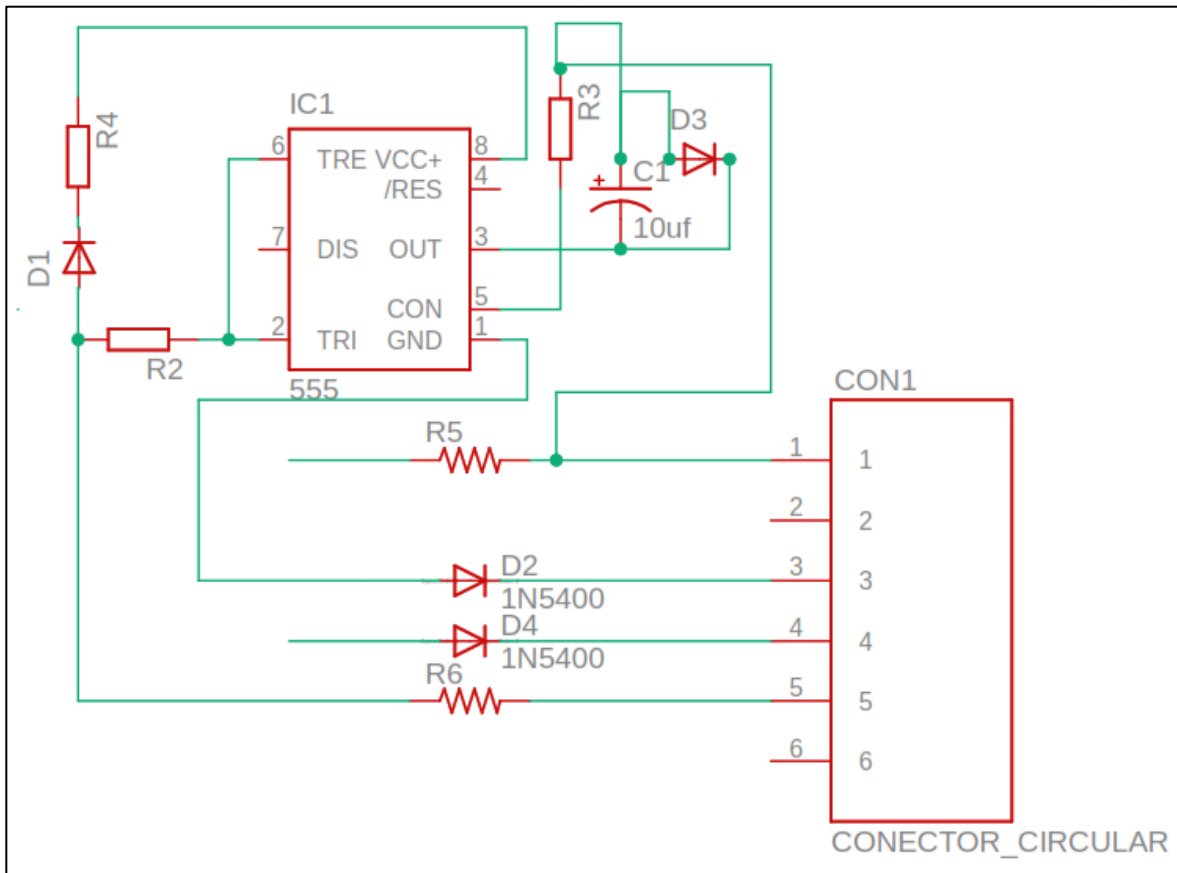 IC1
R4
R3
D3
6 TRE VCC+ 8
/RES 4
C1
+
10uf
7 DIS OUT 3
D1
CON 5
2 TRI GND 1
R2
555
CON1
R5
1 1
2 2
D2
3 3
1N5400
D4
4 4
1N5400
R6
5 5
6 6
CONECTOR_CIRCULAR